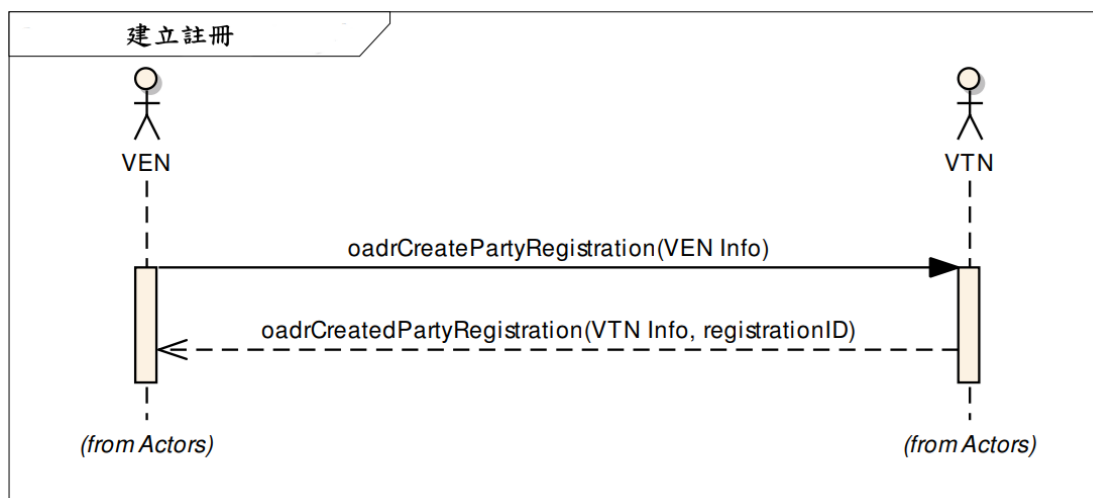 建立註冊
VEN
VTN
oadrCreatePartyRegistration(VEN Info)
oadrCreatedPartyRegistration(VTN Info, registrationID)
(from Actors)
(from Actors)